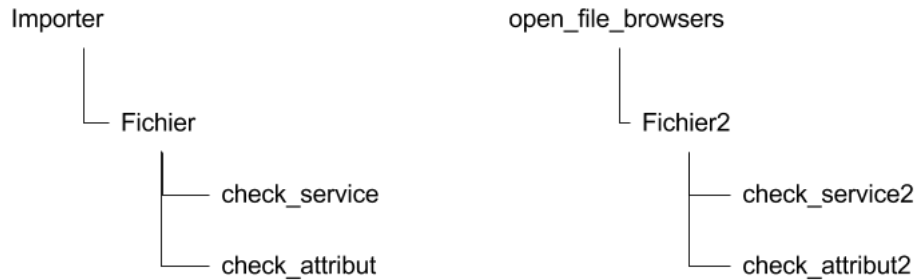 Importer
Fichier
check_service
check_attribut
open_file_browsers
Fichier2
check_service2
check_attribut2